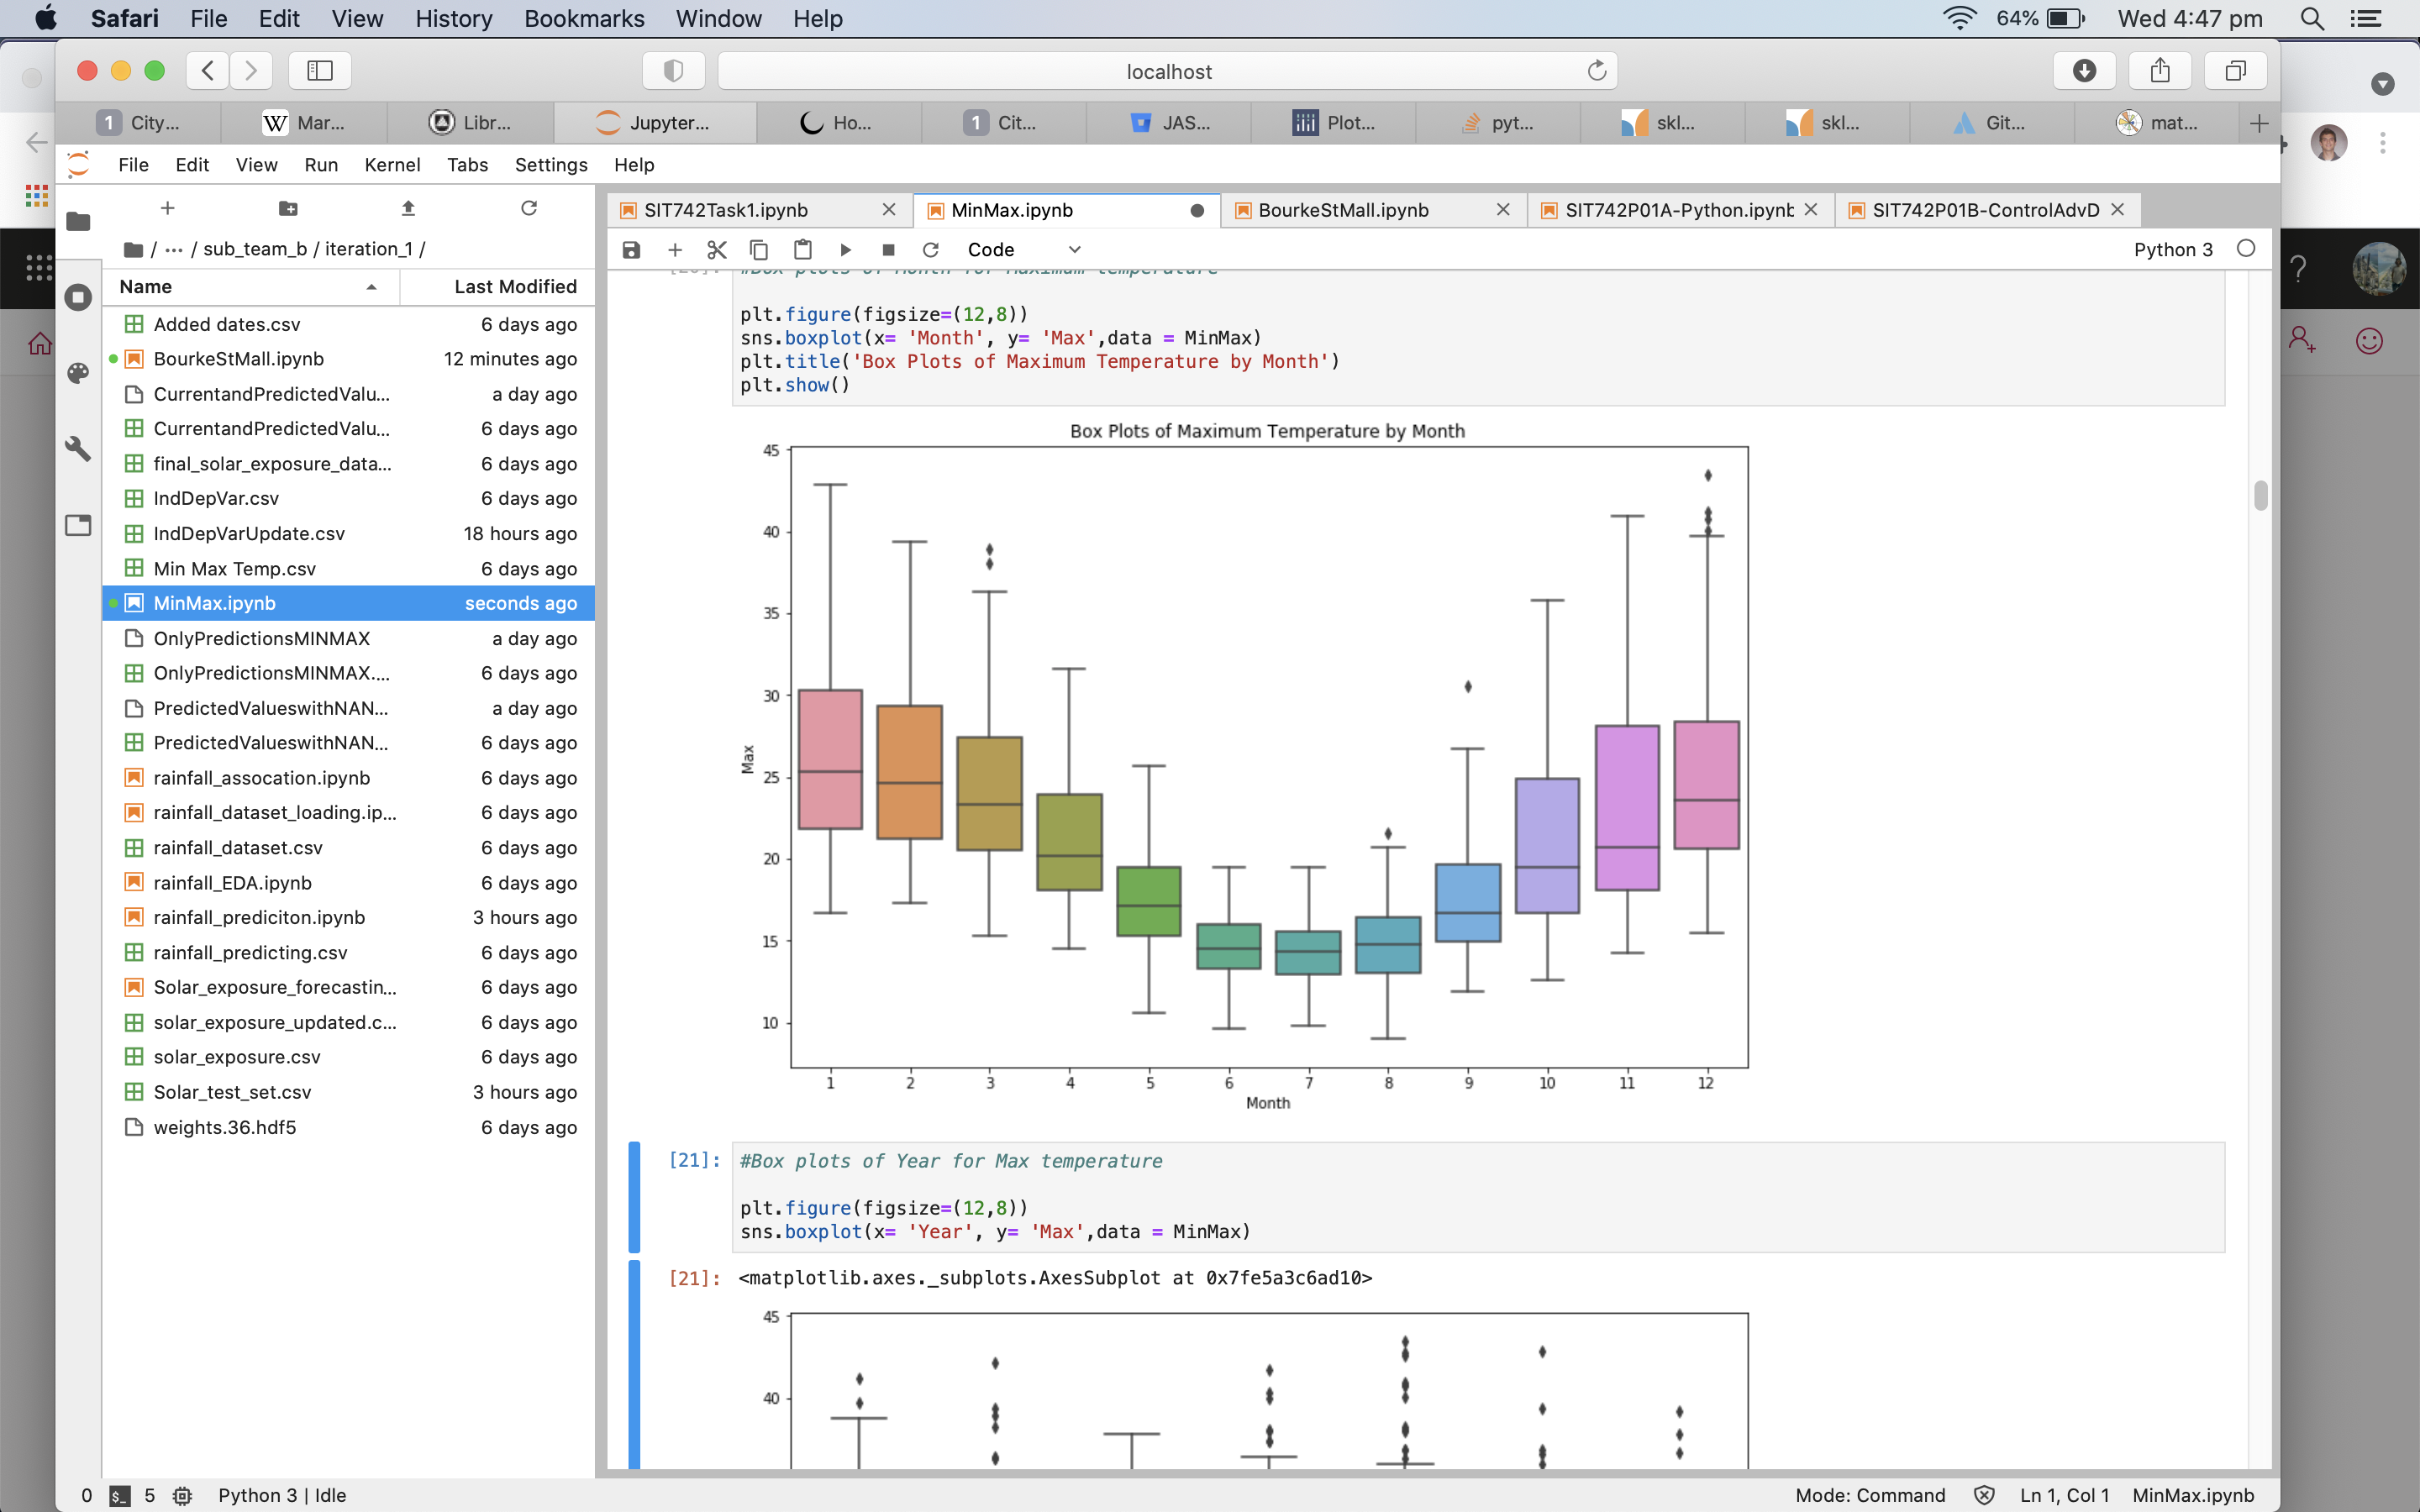 Safari File Edit View History Bookmarks Window Help 64% Wed 4:47 pm
localhost
1 City... W Mar... Libr... Jupyter... Ho... 1 Cit... JAS... Plot... pyt... skl... skl... Git... mat...
File Edit View Run Kernel Tabs Settings Help
SIT742Task1.ipynb MinMax.ipynb BourkeStMall.ipynb SIT742P01A-Python.ipynb SIT742P01B-ControlAdvD
/ ... / sub_team_b / iteration_1 /
Code Python 3
Name Last Modified
Added dates.csv 6 days ago
BourkeStMall.ipynb 12 minutes ago
CurrentandPredictedValu... a day ago
CurrentandPredictedValu... 6 days ago
final_solar_exposure_data... 6 days ago
IndDepVar.csv 6 days ago
IndDepVarUpdate.csv 18 hours ago
Min Max Temp.csv 6 days ago
MinMax.ipynb seconds ago
OnlyPredictionsMINMAX a day ago
OnlyPredictionsMINMAX.... 6 days ago
PredictedValueswithNAN... a day ago
PredictedValueswithNAN... 6 days ago
rainfall_assocation.ipynb 6 days ago
rainfall_dataset_loading.ip... 6 days ago
rainfall_dataset.csv 6 days ago
rainfall_EDA.ipynb 6 days ago
rainfall_prediciton.ipynb 3 hours ago
rainfall_predicting.csv 6 days ago
Solar_exposure_forecastin... 6 days ago
solar_exposure_updated.c... 6 days ago
solar_exposure.csv 6 days ago
Solar_test_set.csv 3 hours ago
weights.36.hdf5 6 days ago
#Box plots of Month for Maximum temperature
plt.figure(figsize=(12,8))
sns.boxplot(x= 'Month', y= 'Max',data = MinMax)
plt.title('Box Plots of Maximum Temperature by Month')
plt.show()
Box Plots of Maximum Temperature by Month
45
40
35
30
Max
25
20
15
10
1 2 3 4 5 6 7 8 9 10 11 12
Month
[21]: #Box plots of Year for Max temperature
plt.figure(figsize=(12,8))
sns.boxplot(x= 'Year', y= 'Max',data = MinMax)
[21]: <matplotlib.axes._subplots.AxesSubplot at 0x7fe5a3c6ad10>
45
40
0 $_ 5 Python 3 | Idle Mode: Command Ln 1, Col 1 MinMax.ipynb